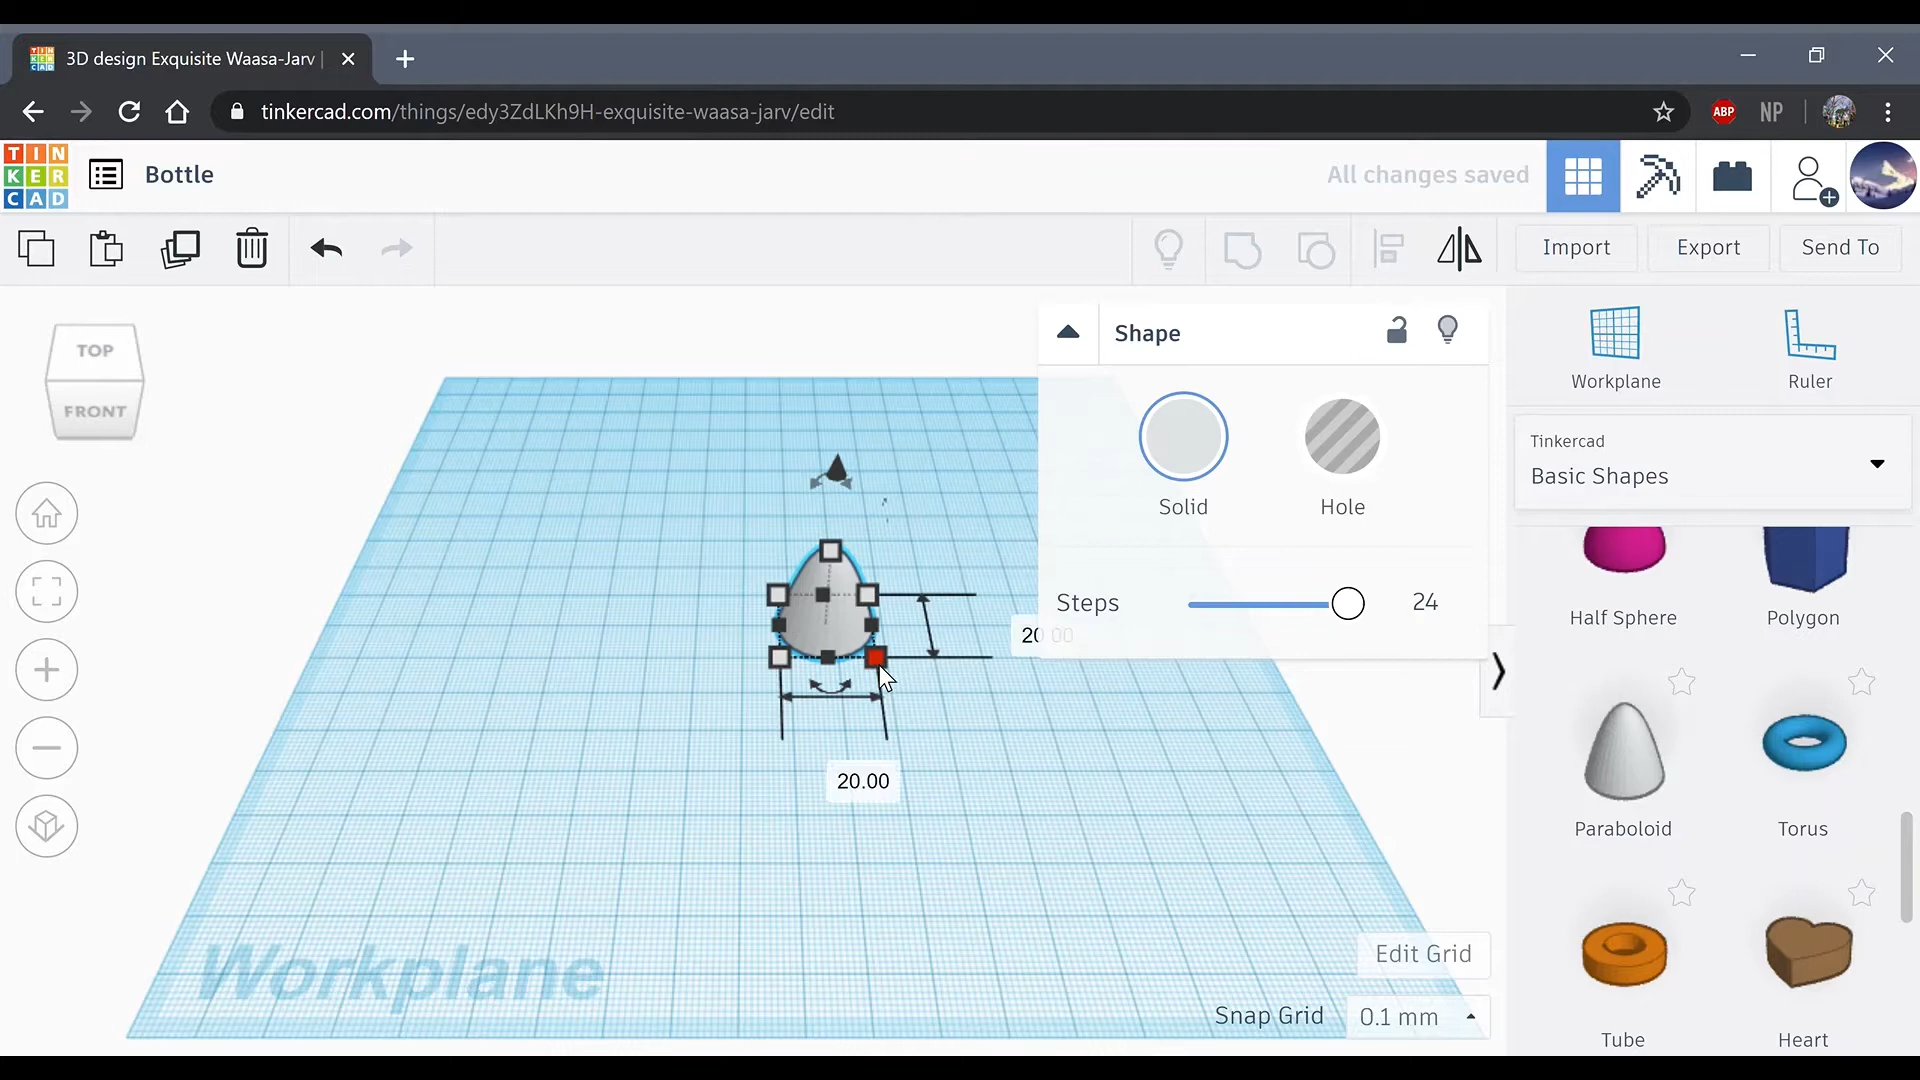 3D design Exquisite Waasa-Jarv |
tinkercad.com/things/edy3ZdLKh9H-exquisite-waasa-jarv/edit
ABP
NP
TIN
KER
CAD
Bottle
All changes saved
Import
Export
Send To
TOP
FRONT
Shape
Solid
Hole
Steps
24
20.00
20.00
Workplane
Ruler
Tinkercad
Basic Shapes
Half Sphere
Polygon
Paraboloid
Torus
Tube
Heart
Workplane
Edit Grid
Snap Grid
0.1 mm